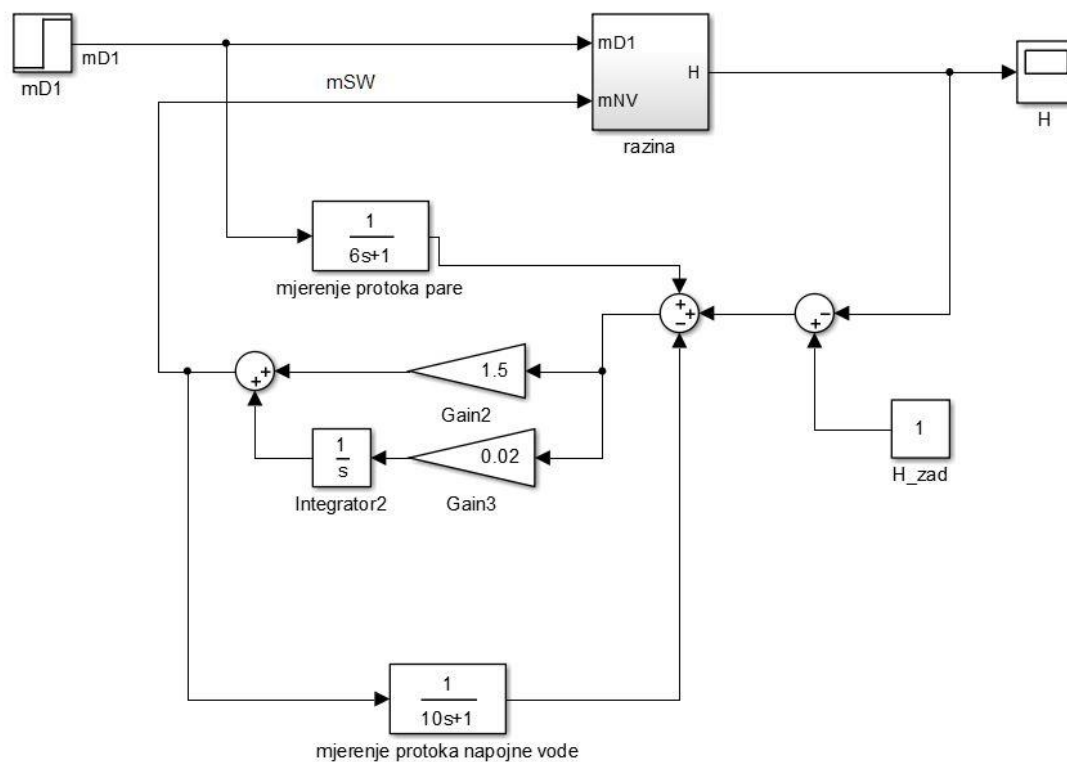 mD1
mD1
mSW
mD1
mNV
H
razina
H
1
6s+1
mjerenje protoka pare
+
+
−
−
+
1
H_zad
+
+
1.5
Gain2
0.02
Gain3
1
s
Integrator2
1
10s+1
mjerenje protoka napojne vode